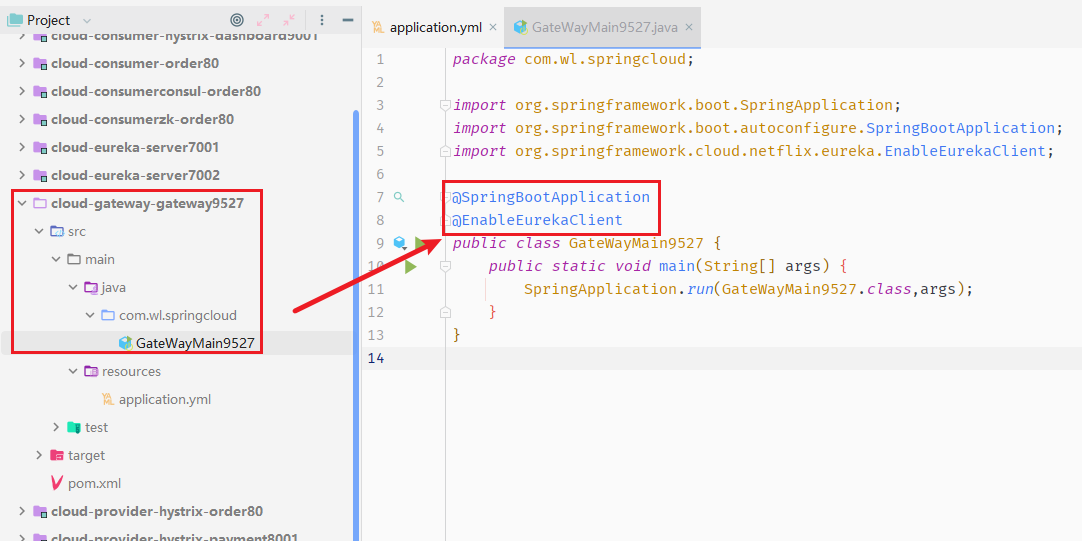 Project
cloud-consumer-hystrix-dashboard9001
cloud-consumer-order80
cloud-consumerconsul-order80
cloud-consumerzk-order80
cloud-eureka-server7001
cloud-eureka-server7002
cloud-gateway-gateway9527
src
main
java
com.wl.springcloud
GateWayMain9527
resources
application.yml
test
target
pom.xml
cloud-provider-hystrix-order80
cloud-provider-hystrix-payment8001
application.yml × GateWayMain9527.java ×
1 package com.wl.springcloud;
2
3 import org.springframework.boot.SpringApplication;
4 import org.springframework.boot.autoconfigure.SpringBootApplication;
5 import org.springframework.cloud.netflix.eureka.EnableEurekaClient;
6
7 @SpringBootApplication
8 @EnableEurekaClient
9 public class GateWayMain9527 {
10 public static void main(String[] args) {
11 SpringApplication.run(GateWayMain9527.class,args);
12 }
13 }
14